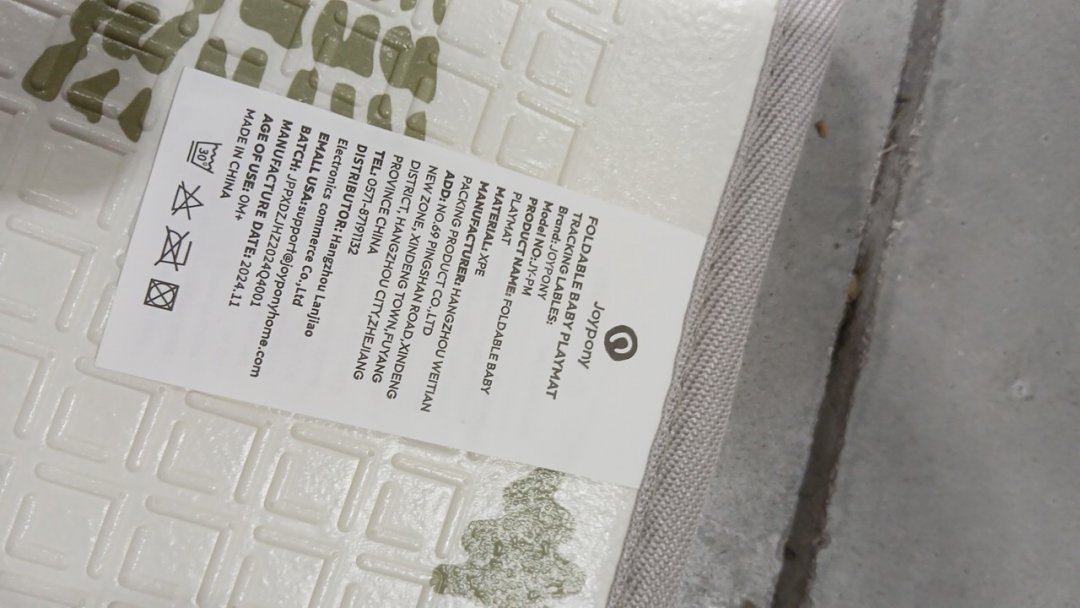 Joypony
FOLDABLE BABY PLAYMAT
TRACKING LABLES:
Brand: JOYPONY
Model NO: JY-PM
PRODUCT NAME: FOLDABLE BABY
PLAYMAT
MATERIAL: XPE
MANUFACTURER: HANGZHOU WEITIAN
PACKING PRODUCT CO.,LTD
ADD: NO.69 PINGSHAN ROAD,XINDENG
NEW ZONE, XINDENG TOWN,FUYANG
DISTRICT, HANGZHOU CITY,ZHEJIANG
PROVINCE CHINA
TEL: 0571-87191132
DISTRIBUTOR: Hangzhou Lanjiao
Electronics commerce Co.,Ltd
EMALL USA:support@joyponyhome.com
BATCH: JPPXDZJHZ2024Q04001
MANUFACTURE DATE: 2024.11
AGE OF USE: 0M+
MADE IN CHINA
30°